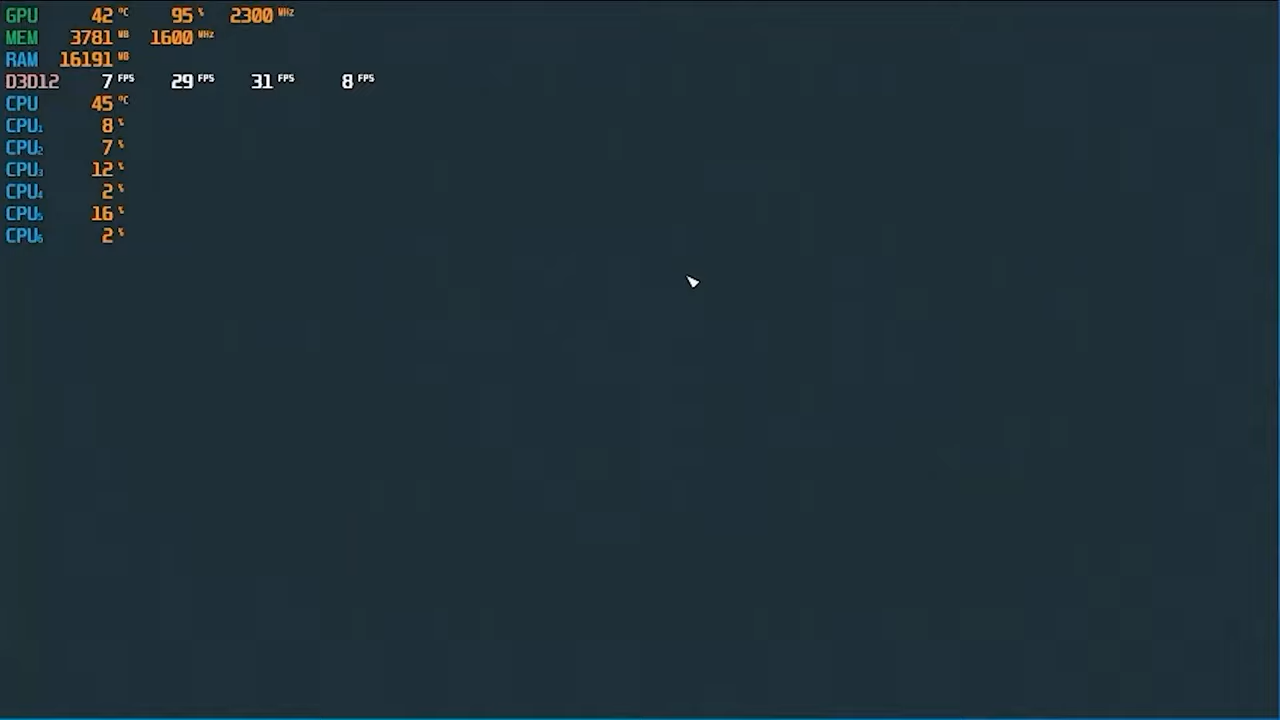 GPU 42 °C 95 % 2300 MHz
MEM 3781 MB 1600 MHz
RAM 16191 MB
D3D12 7 FPS 29 FPS 31 FPS 8 FPS
CPU 45 °C
CPU1 8 %
CPU2 7 %
CPU3 12 %
CPU4 2 %
CPU5 16 %
CPU6 2 %